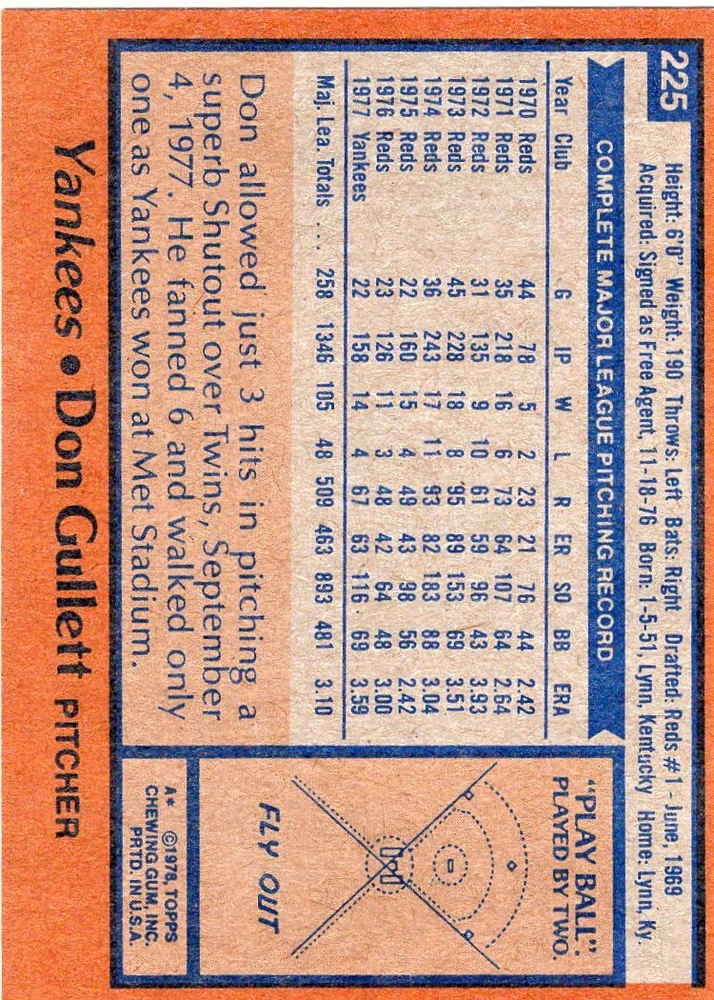 225
Height: 6'0" Weight: 190 Throws: Left Bats: Right Drafted: Reds #1 - June, 1969
Acquired: Signed as Free Agent, 11-18-76 Born: 1-5-51, Lynn, Kentucky Home: Lynn, Ky.
COMPLETE MAJOR LEAGUE PITCHING RECORD
Year Club G IP W L R ER SO BB ERA
1970 Reds 44 78 5 2 23 21 76 44 2.42
1971 Reds 35 218 16 6 73 64 107 64 2.64
1972 Reds 31 135 9 10 61 59 96 43 3.93
1973 Reds 45 228 18 8 95 89 153 69 3.51
1974 Reds 36 243 17 11 93 82 183 88 3.04
1975 Reds 22 160 15 4 49 43 98 56 2.42
1976 Reds 23 126 11 3 48 42 64 48 3.00
1977 Yankees 22 158 14 4 67 63 116 69 3.59
Maj. Lea. Totals ... 258 1346 105 48 509 463 893 481 3.10
Don allowed just 3 hits in pitching a
superb Shutout over Twins, September
4, 1977. He fanned 6 and walked only
one as Yankees won at Met Stadium.
"PLAY BALL"
PLAYED BY TWO.
FLY OUT
A* ©1978, TOPPS
CHEWING GUM, INC.
PRTD. IN U.S.A.
Yankees • Don Gullett PITCHER